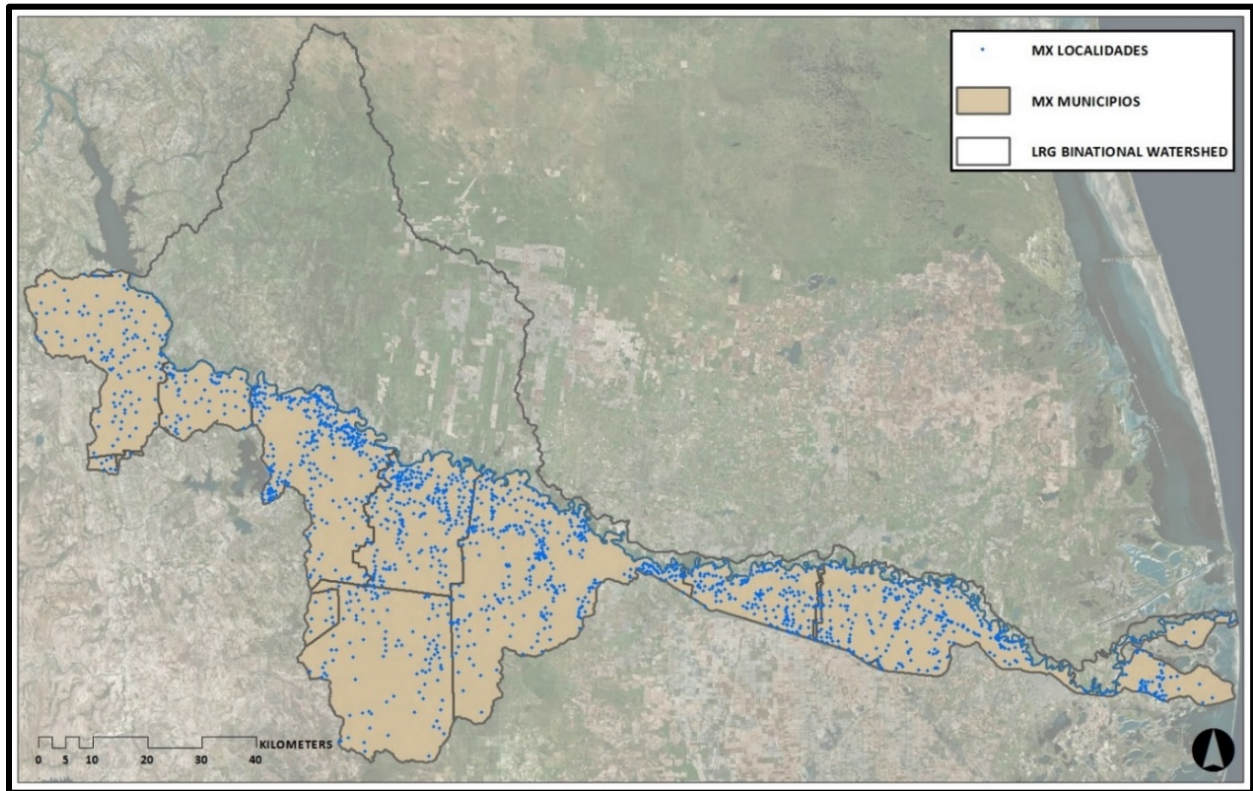 MX LOCALIDADES
MX MUNICIPIOS
LRG BINATIONAL WATERSHED
KILOMETERS
0 5 10 20 30 40